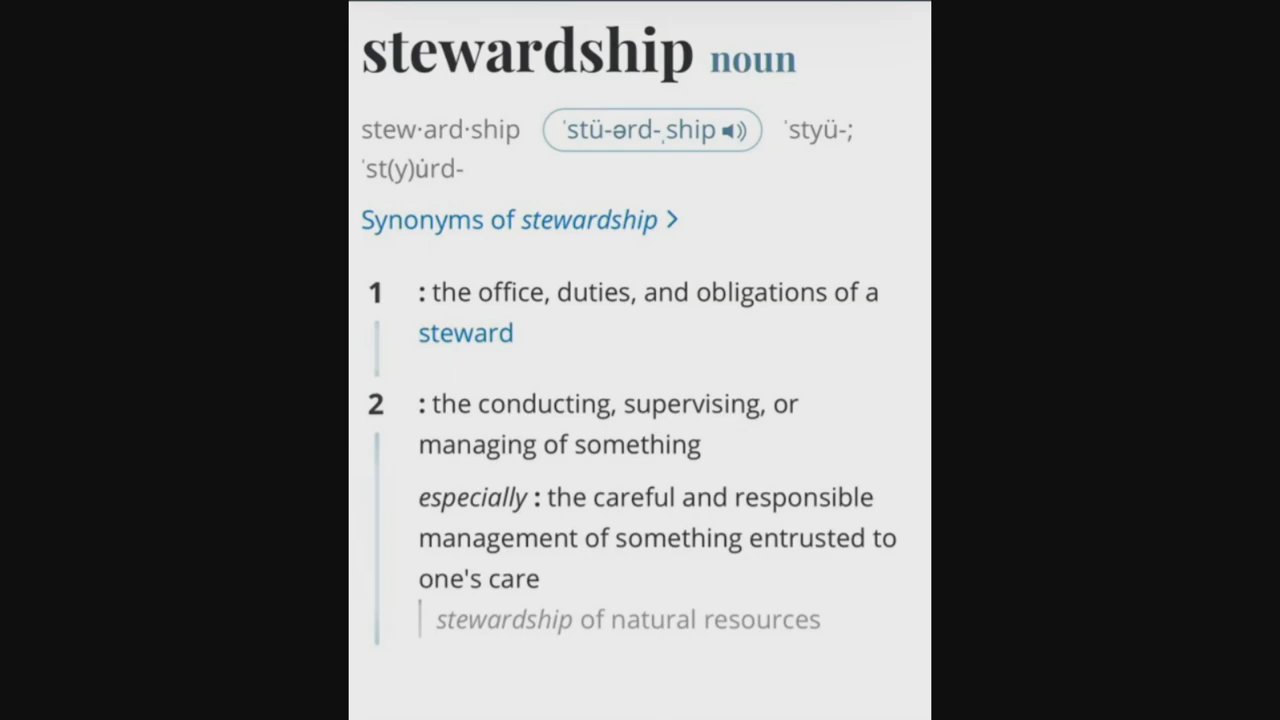 stewardship noun
stew·ard·ship ˈstü-ərd-ˌship ˈstyü-;
ˈst(y)u̇rd-
Synonyms of stewardship >
1 : the office, duties, and obligations of a
steward
2 : the conducting, supervising, or
managing of something
especially : the careful and responsible
management of something entrusted to
one's care
stewardship of natural resources